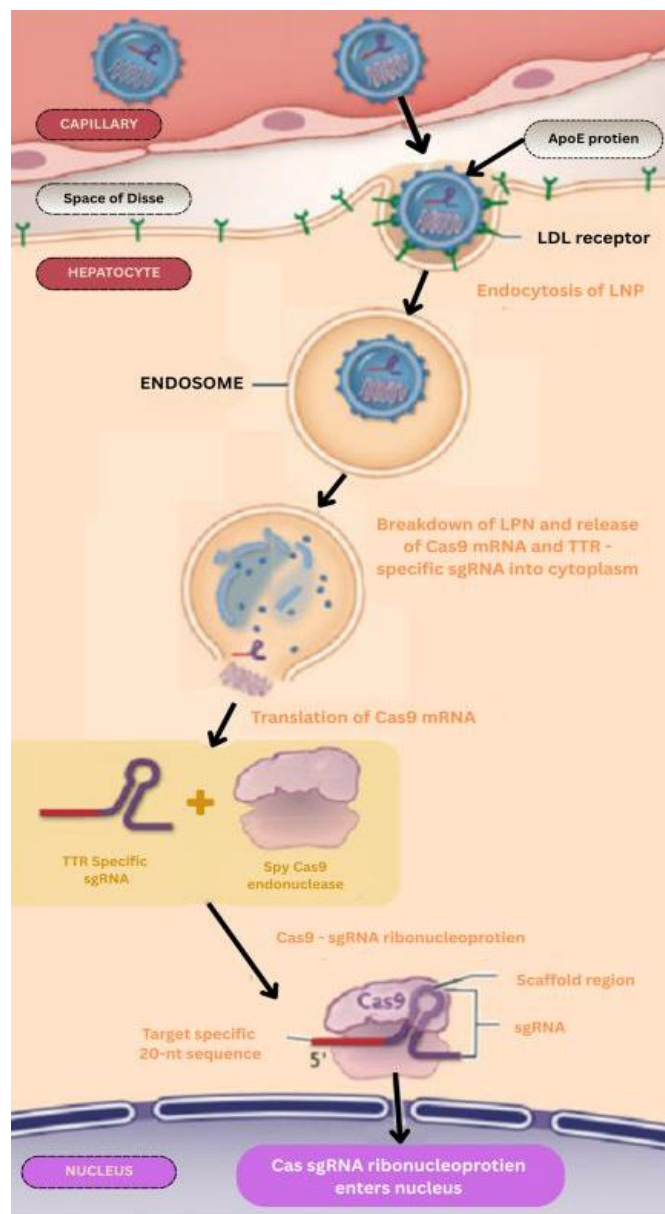 CAPILLARY
ApoE protien
Space of Disse
LDL receptor
HEPATOCYTE
Endocytosis of LNP
ENDOSOME
Breakdown of LPN and release
of Cas9 mRNA and TTR -
specific sgRNA into cytoplasm
Translation of Cas9 mRNA
TTR Specific
sgRNA
Spy Cas9
endonuclease
Cas9 - sgRNA ribonucleoprotien
Scaffold region
Cas9
sgRNA
Target specific
20-nt sequence
5'
NUCLEUS
Cas sgRNA ribonucleoprotien
enters nucleus